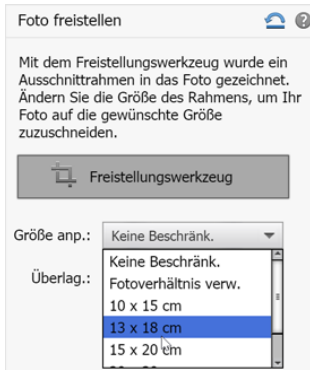 Foto freistellen
Mit dem Freistellungswerkzeug wurde ein
Ausschnittrahmen in das Foto gezeichnet.
Ändern Sie die Größe des Rahmens, um Ihr
Foto auf die gewünschte Größe
zuzuschneiden.
Freistellungswerkzeug
Größe anp.: Keine Beschränk.
Keine Beschränk.
Überlag.: Fotoverhältnis verw.
10 x 15 cm
13 x 18 cm
15 x 20 cm